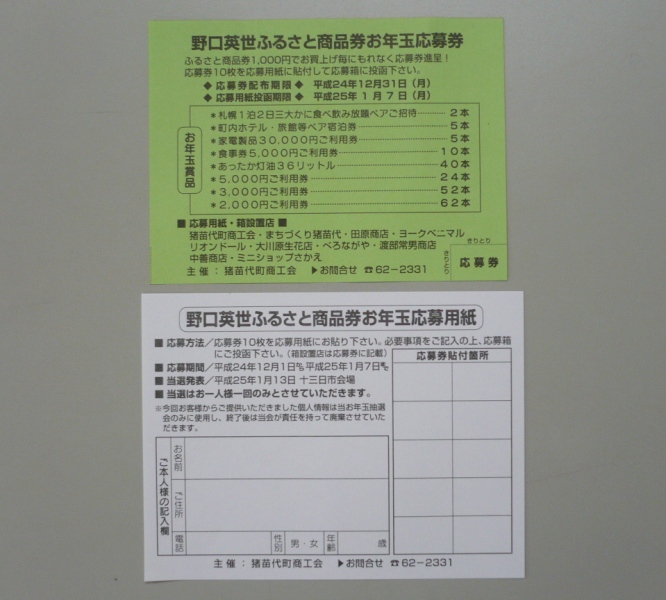 野口英世ふるさと商品券お年玉応募券
ふるさと商品券1,000円でお買上げ毎にもれなく応募券進呈！
応募券10枚を応募用紙に貼付して応募箱に投函下さい。
◆ 応募券配布期限 ◆ 平成24年12月31日（月）
◆ 応募用紙投函期限 ◆ 平成25年 1月 7日（月）
お年玉賞品
＊札幌1泊2日三大かに食べ飲み放題ペアご招待 2本
＊町内ホテル・旅館等ペア宿泊券 5本
＊家電製品30,000円ご利用券 5本
＊食事券5,000円ご利用券 10本
＊あったか灯油36リットル 40本
＊5,000円ご利用券 24本
＊3,000円ご利用券 52本
＊2,000円ご利用券 62本
■ 応募用紙・箱設置店 ■
猪苗代町商工会・まちづくり猪苗代・田原商店・ヨークベニマル
リオンドール・大川原生花店・べろながや・渡部常男商店
中善商店・ミニショップさかえ
主催：猪苗代町商工会 ▶お問合せ ☎62-2331
きりとり
きりとり
応募券
野口英世ふるさと商品券お年玉応募用紙
■ 応募方法／応募券10枚を応募用紙にお貼り下さい。必要事項をご記入の上、応募箱
にご投函下さい。（箱設置店は応募券に記載）
■ 応募期間／平成24年12月1日から平成25年1月7日まで
■ 当選発表／平成25年1月13日 十三日市会場
■ 当選はお一人様一回のみとさせていただきます。
※今回お客様からご提供いただきました個人情報は当お年玉抽選
会のみに使用し、終了後は当会が責任を持って廃棄させていた
だきます。
応募券貼付箇所
ご本人様の記入欄
お名前
ご住所
電話
性別
男・女
年齢
歳
主催：猪苗代町商工会 ▶お問合せ ☎62-2331